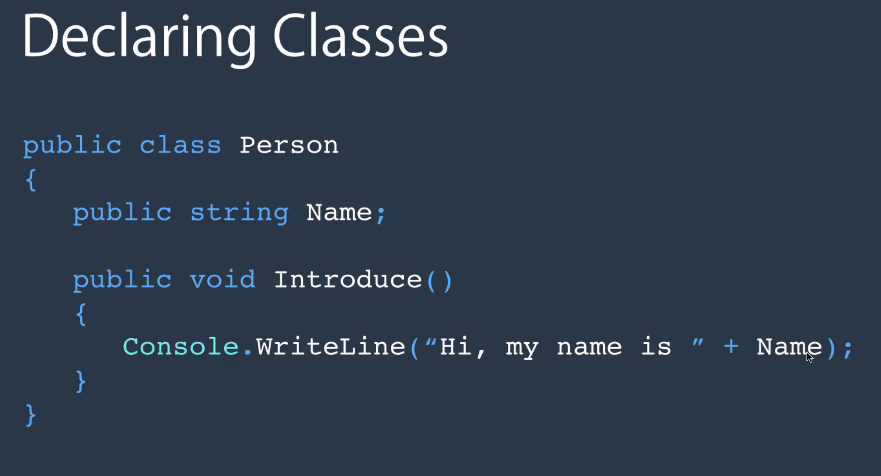 Declaring Classes
public class Person
{
public string Name;
public void Introduce()
{
Console.WriteLine(“Hi, my name is ” + Name);
}
}